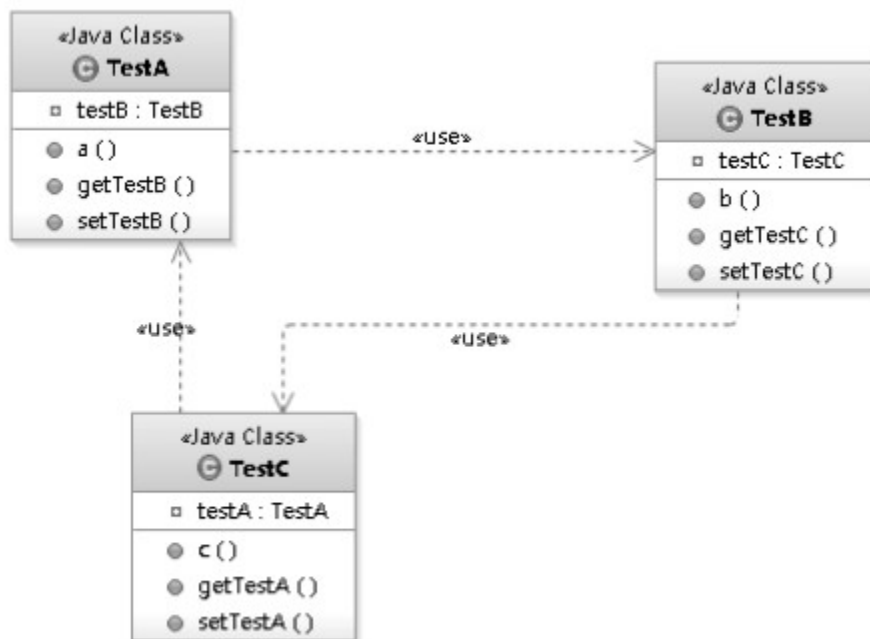 «Java Class»
TestA
testB : TestB
a ()
getTestB ()
setTestB ()
«use»
«Java Class»
TestB
testC : TestC
b ()
getTestC ()
setTestC ()
«use»
«use»
«Java Class»
TestC
testA : TestA
c ()
getTestA ()
setTestA ()